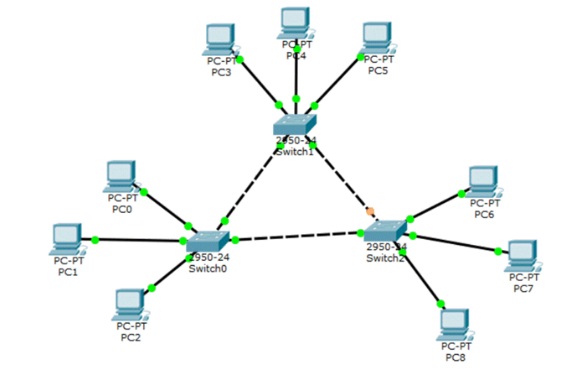 PC-PT
PC4
PC-PT
PC3
PC-PT
PC5
2950-24
Switch1
PC-PT
PC0
PC-PT
PC6
PC-PT
PC1
2950-24
Switch0
2950-24
Switch2
PC-PT
PC7
PC-PT
PC2
PC-PT
PC8